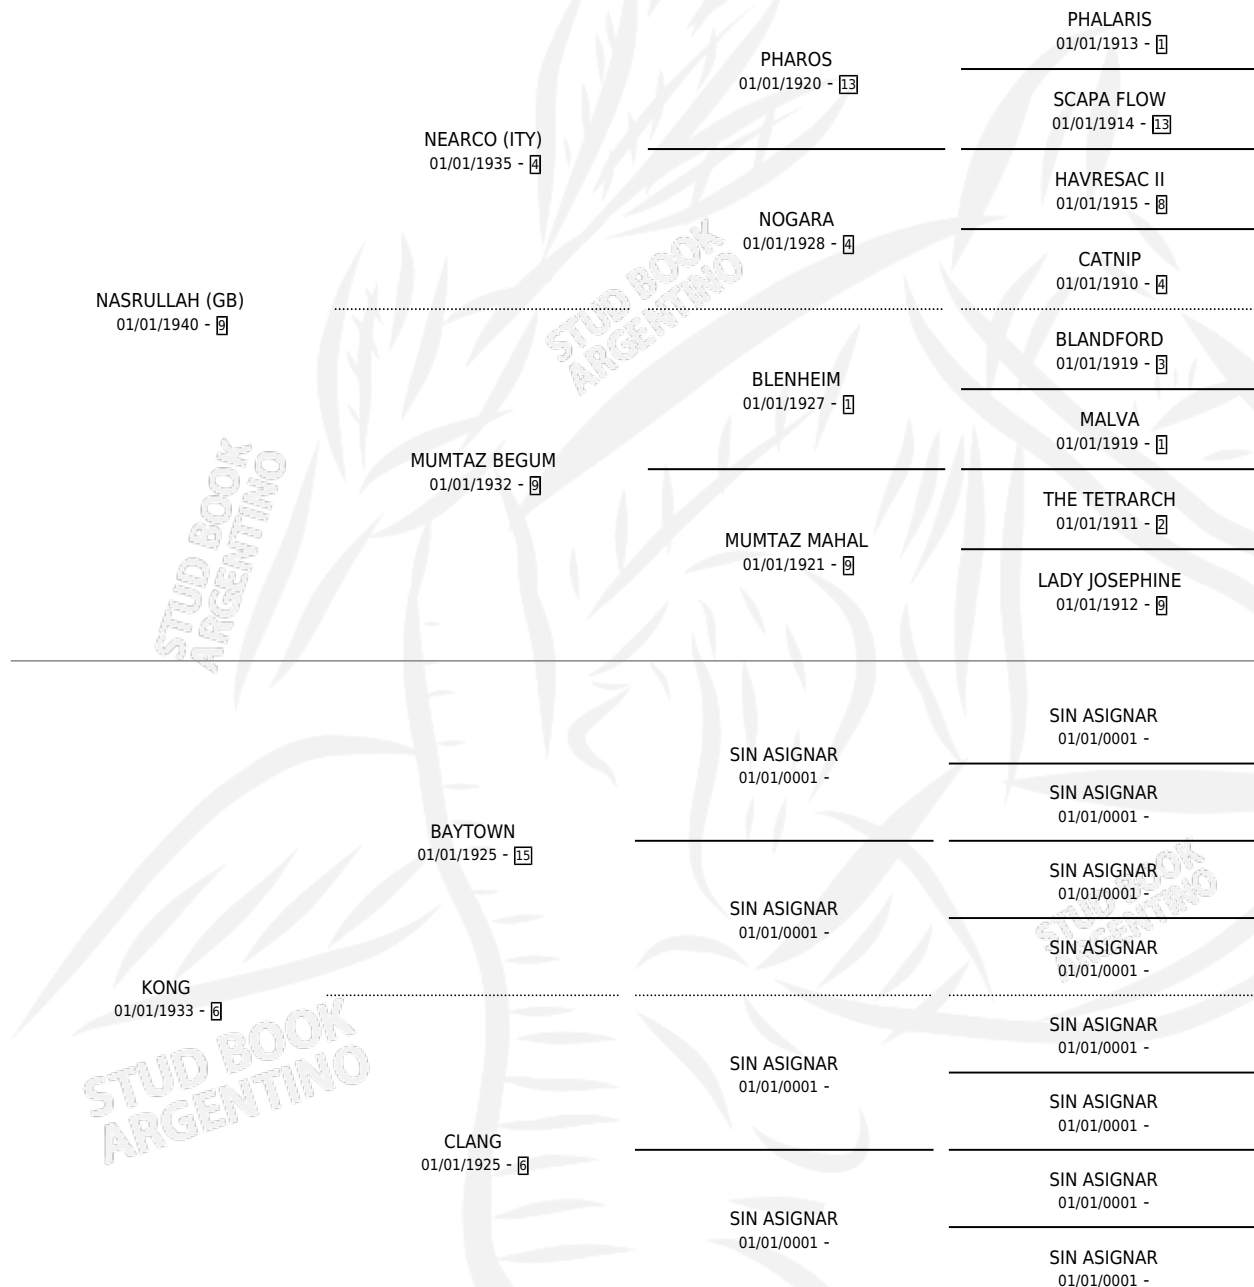 PHALARIS
01/01/1913 - 1
PHAROS
01/01/1920 - 13
SCAPA FLOW
01/01/1914 - 13
NEARCO (ITY)
01/01/1935 - 4
HAVRESAC II
01/01/1915 - 8
NOGARA
01/01/1928 - 4
CATNIP
01/01/1910 - 4
NASRULLAH (GB)
01/01/1940 - 9
BLANDFORD
01/01/1919 - 3
BLENHEIM
01/01/1927 - 1
MALVA
01/01/1919 - 1
MUMTAZ BEGUM
01/01/1932 - 9
THE TETRARCH
01/01/1911 - 2
MUMTAZ MAHAL
01/01/1921 - 9
LADY JOSEPHINE
01/01/1912 - 9
STUD BOOK
ARGENTINO
STUD BOOK
ARGENTINO
SIN ASIGNAR
01/01/0001 -
SIN ASIGNAR
01/01/0001 -
SIN ASIGNAR
01/01/0001 -
BAYTOWN
01/01/1925 - 15
SIN ASIGNAR
01/01/0001 -
SIN ASIGNAR
01/01/0001 -
SIN ASIGNAR
01/01/0001 -
STUD BOOK
ARGENTINO
KONG
01/01/1933 - 6
SIN ASIGNAR
01/01/0001 -
SIN ASIGNAR
01/01/0001 -
SIN ASIGNAR
01/01/0001 -
CLANG
01/01/1925 - 6
SIN ASIGNAR
01/01/0001 -
SIN ASIGNAR
01/01/0001 -
SIN ASIGNAR
01/01/0001 -
STUD BOOK
ARGENTINO